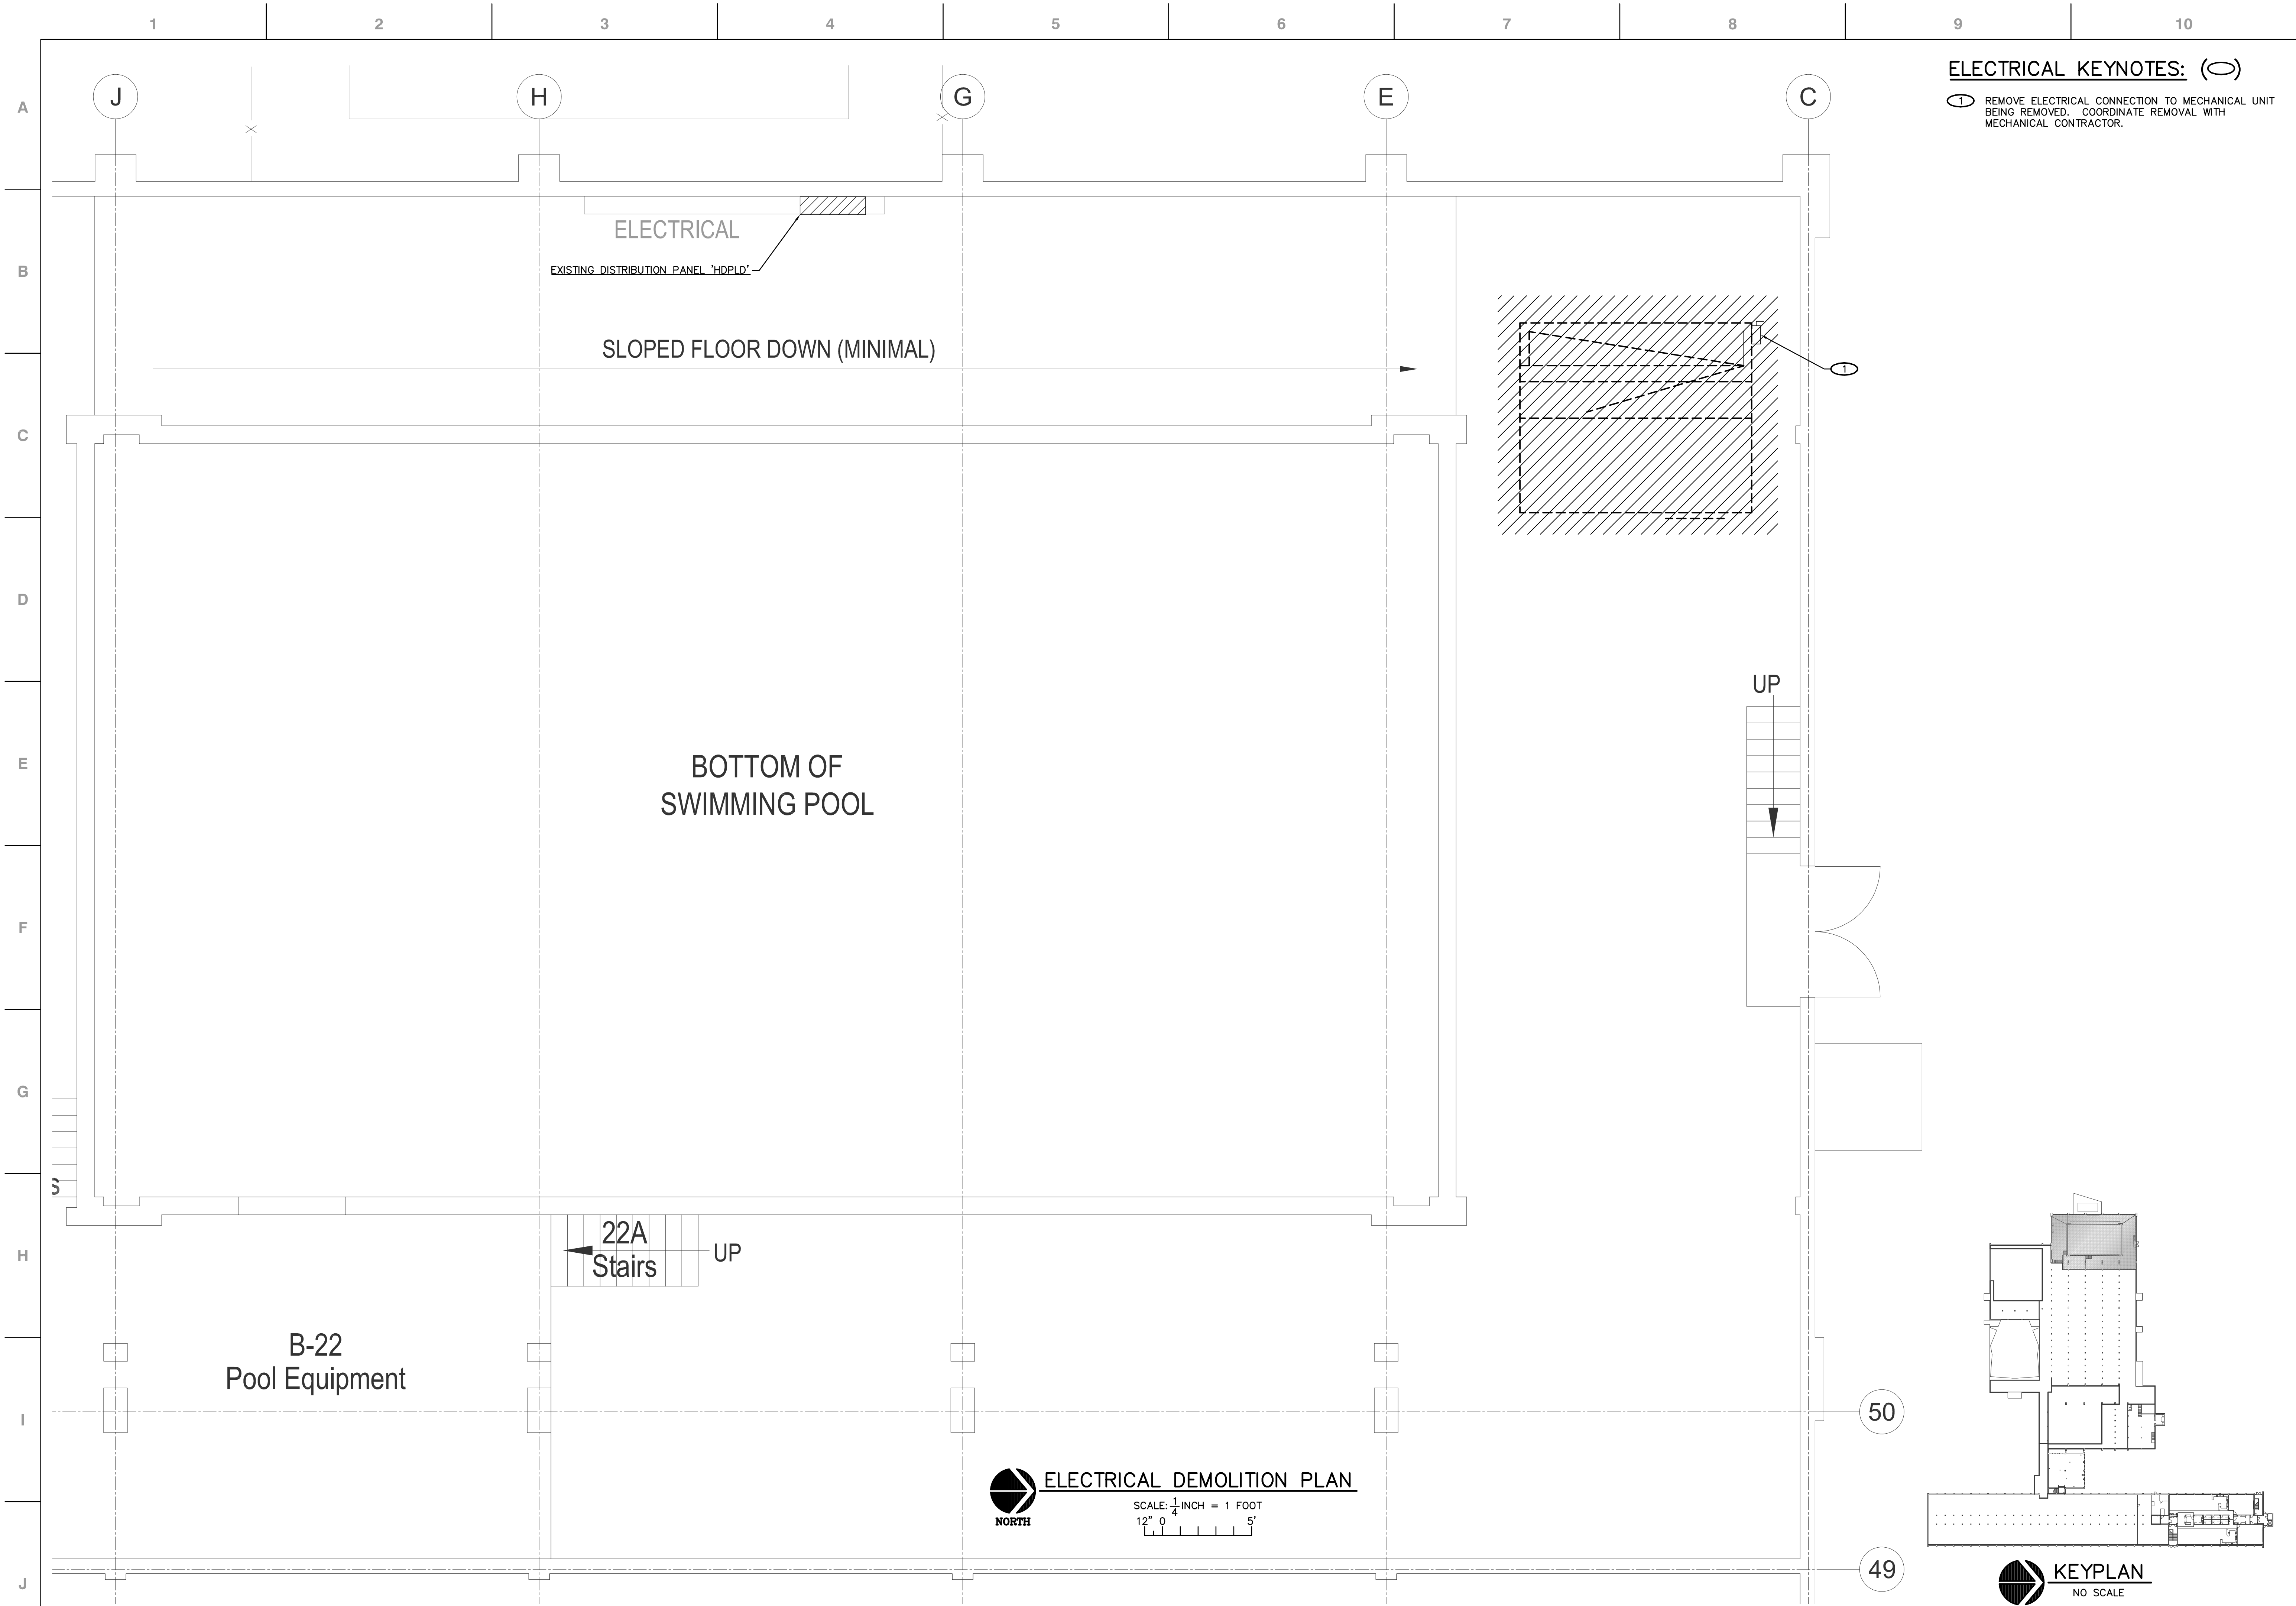 1 2 3 4 5 6 7 8 9 10
A
B
C
D
E
F
G
H
I
J
J H G E C
ELECTRICAL KEYNOTES: ( )
1 REMOVE ELECTRICAL CONNECTION TO MECHANICAL UNIT
BEING REMOVED. COORDINATE REMOVAL WITH
MECHANICAL CONTRACTOR.
ELECTRICAL
EXISTING DISTRIBUTION PANEL 'HDPLD'
SLOPED FLOOR DOWN (MINIMAL)
1
UP
BOTTOM OF
SWIMMING POOL
S
22A
Stairs
UP
B-22
Pool Equipment
50
ELECTRICAL DEMOLITION PLAN
SCALE: 1/4 INCH = 1 FOOT
12" 0 5'
NORTH
49
KEYPLAN
NO SCALE